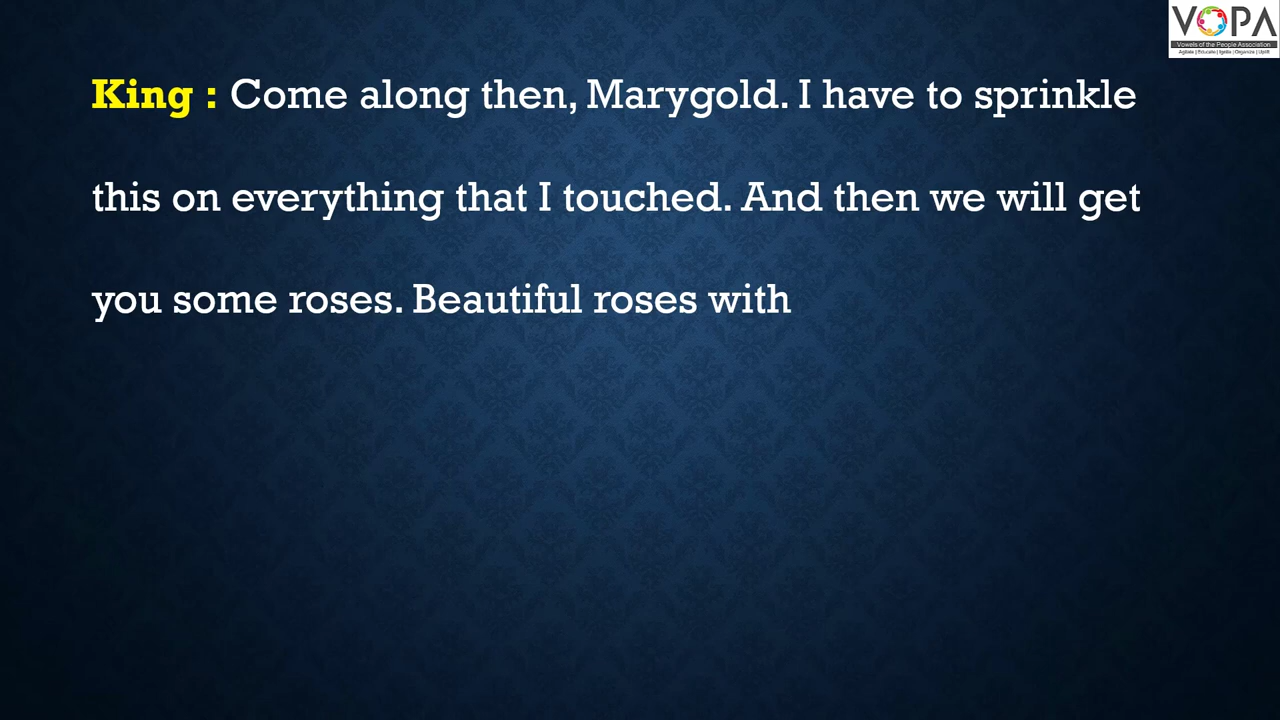 VOPA
Vowels of the People Association
King : Come along then, Marygold. I have to sprinkle
this on everything that I touched. And then we will get
you some roses. Beautiful roses with